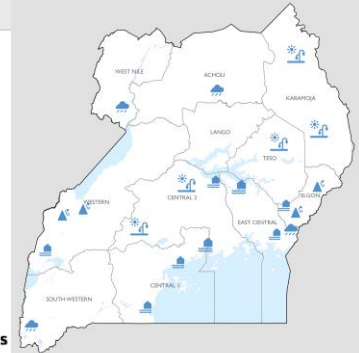 WEST NILE
ACHOLI
KARAMOJA
LANGO
TESO
WESTERN
CENTRAL 2
ELGON
EAST CENTRAL
CENTRAL 1
SOUTH WESTERN
s